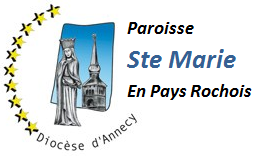 Paroisse
Ste Marie
En Pays Rochois
Diocèse d'Annecy